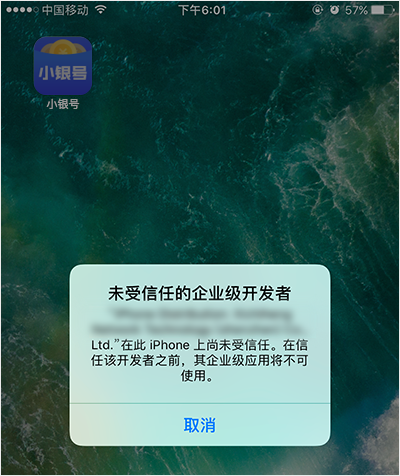 中国移动 下午6:01 57%
小银号
小银号
未受信任的企业级开发者
Ltd.”在此 iPhone 上尚未受信任。在信
任该开发者之前，其企业级应用将不可
使用。
取消